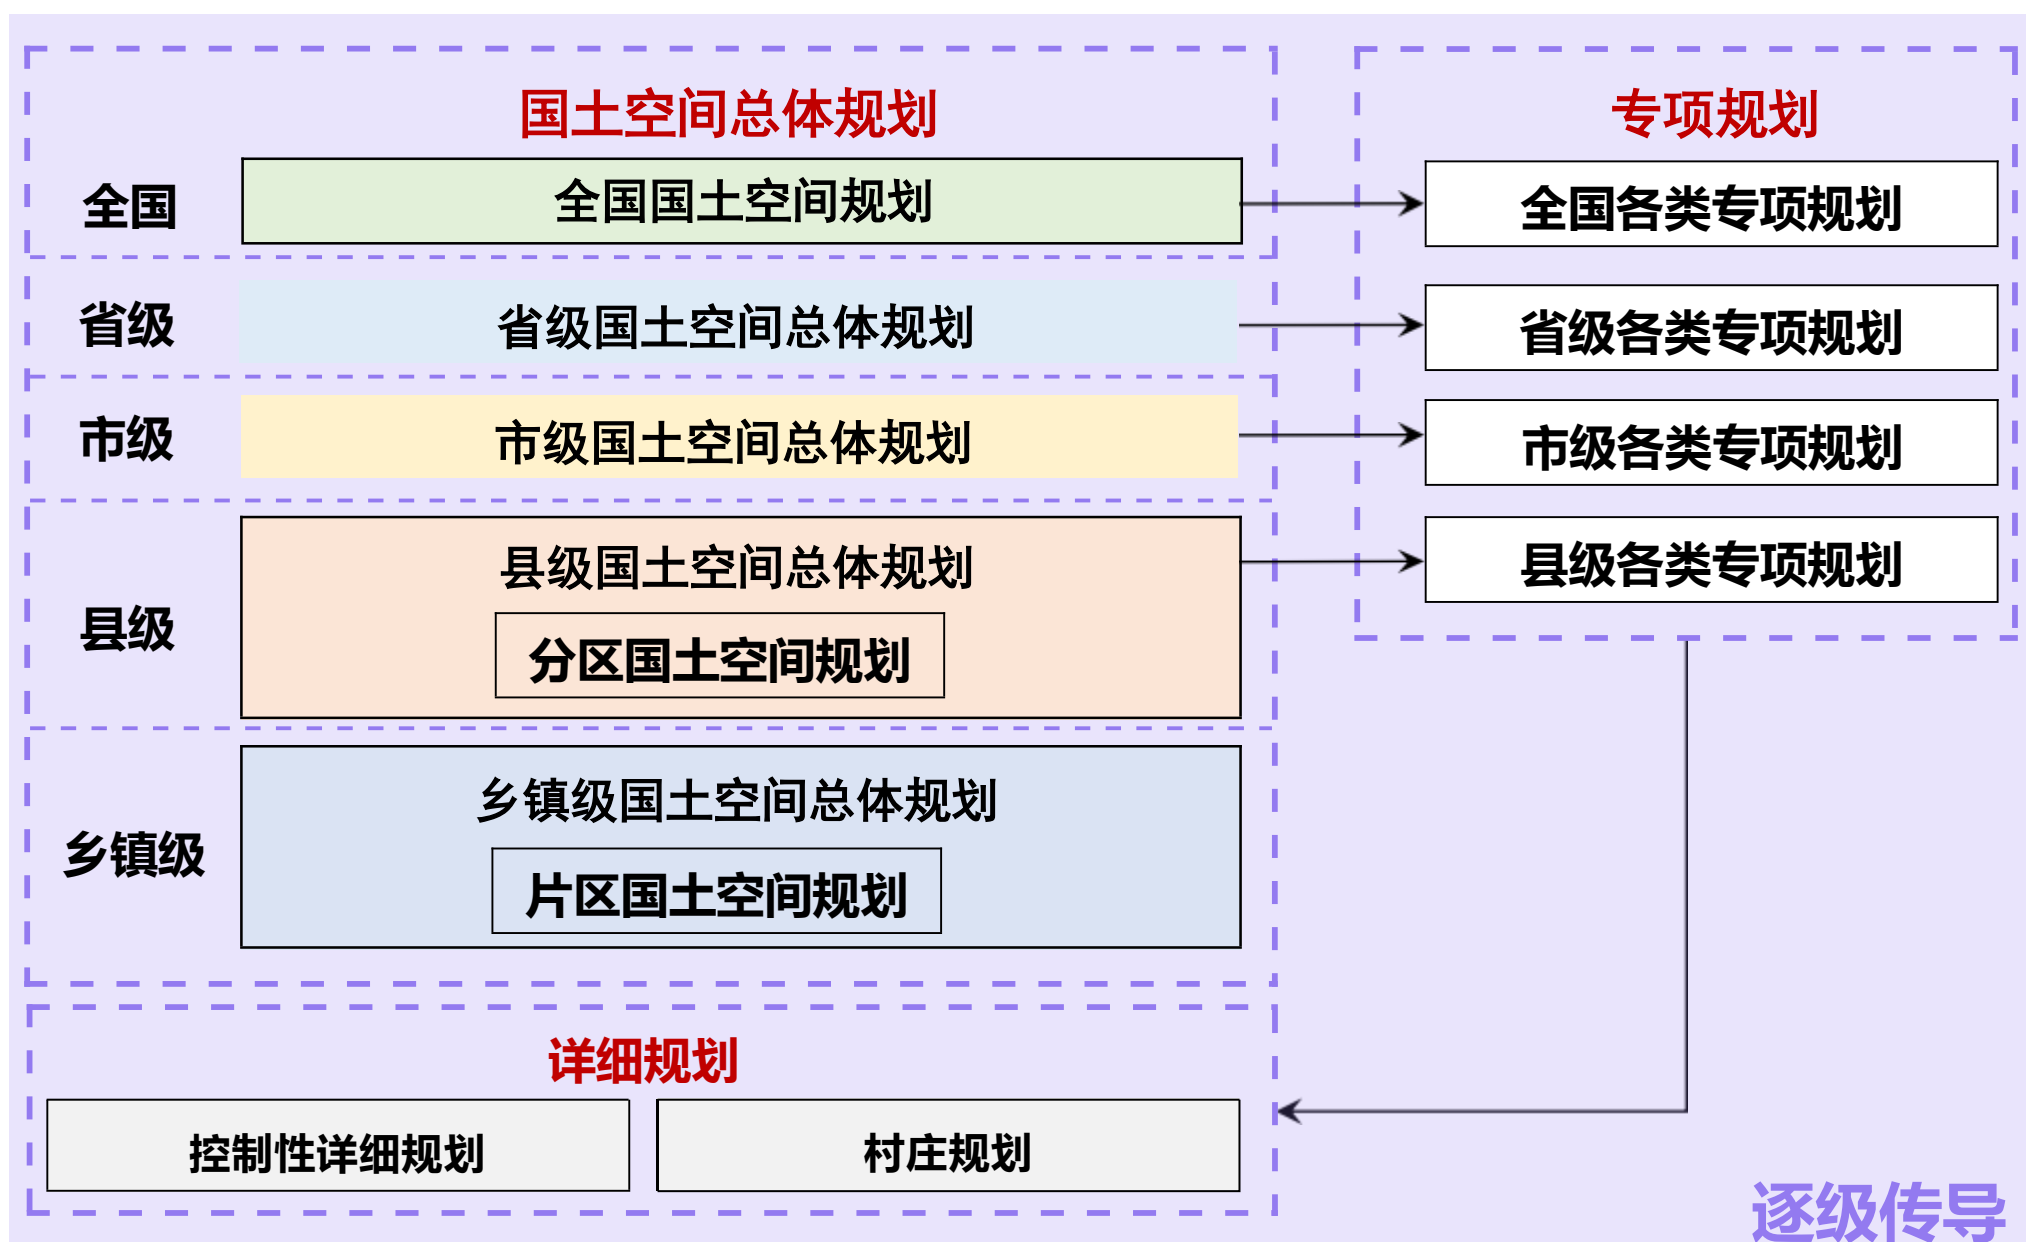 国土空间总体规划
专项规划
全国
全国国土空间规划
全国各类专项规划
省级
省级国土空间总体规划
省级各类专项规划
市级
市级国土空间总体规划
市级各类专项规划
县级
县级国土空间总体规划
分区国土空间规划
县级各类专项规划
乡镇级
乡镇级国土空间总体规划
片区国土空间规划
详细规划
控制性详细规划
村庄规划
逐级传导